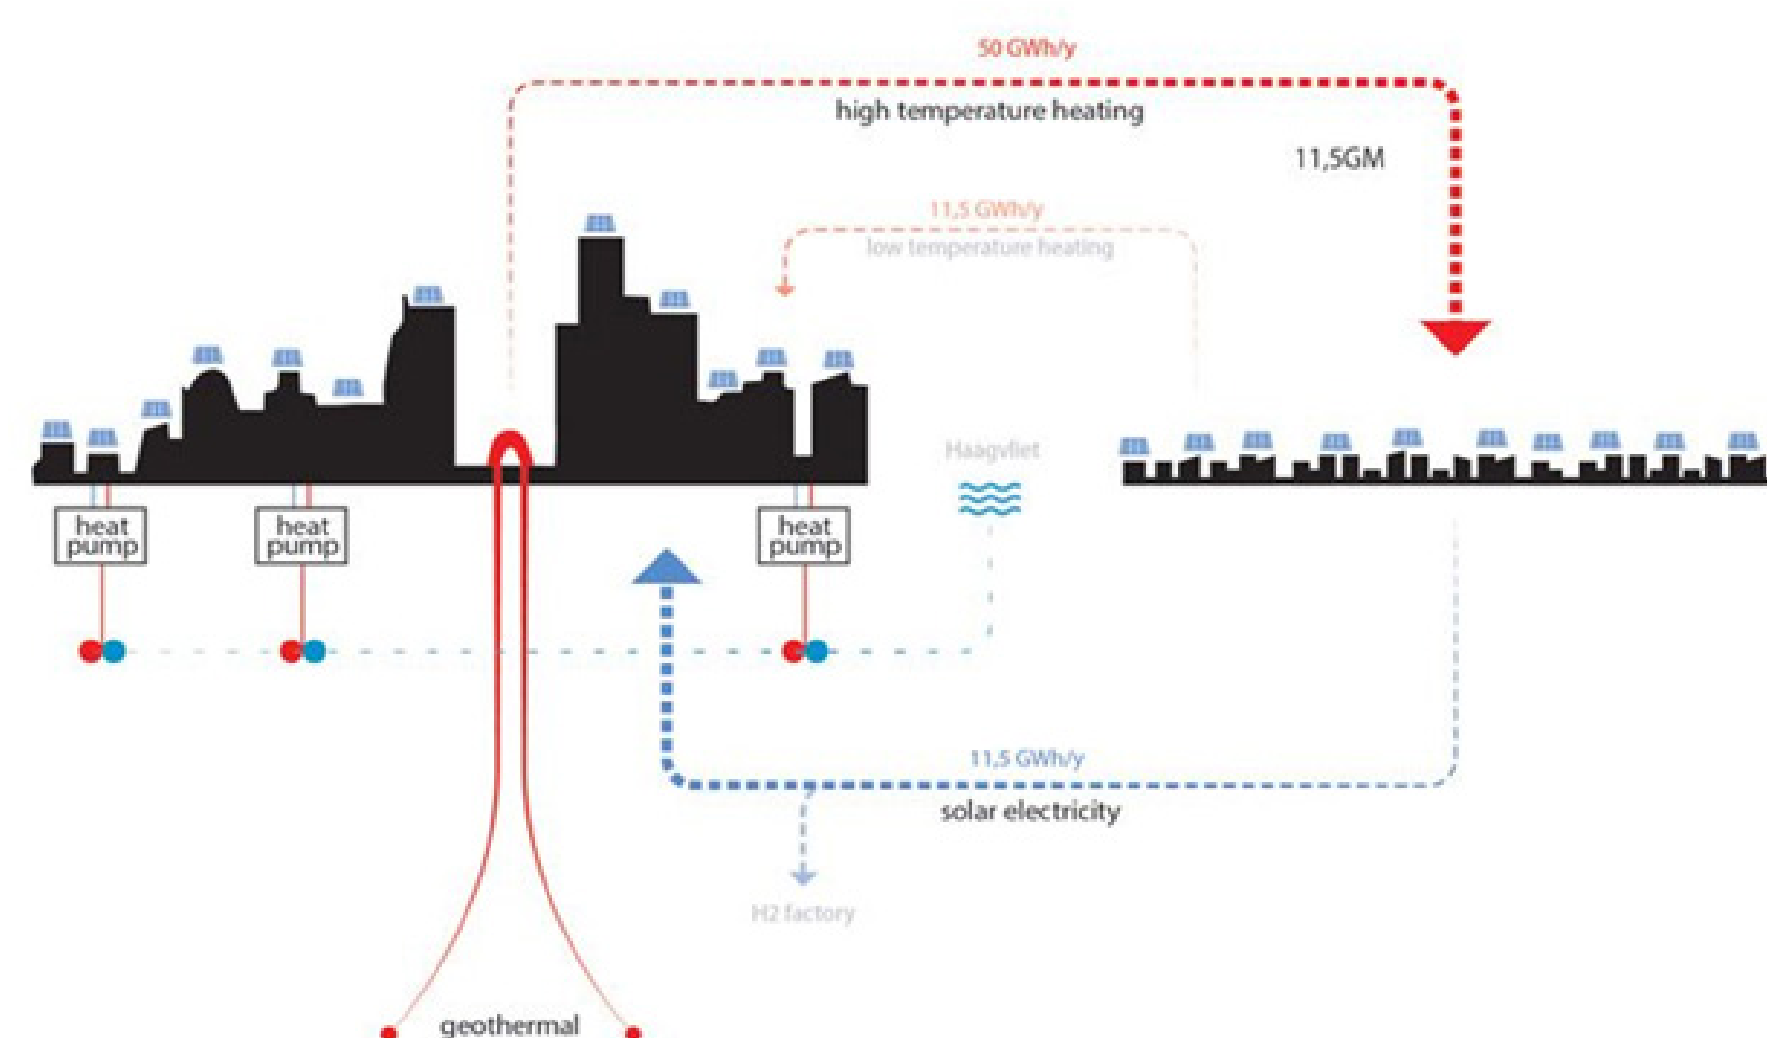 50 GWh/y
high temperature heating
11,5GM
11,5 GWh/y
low temperature heating
Haagvliet
heat
pump
heat
pump
heat
pump
11,5 GWh/y
solar electricity
H2 factory
geothermal